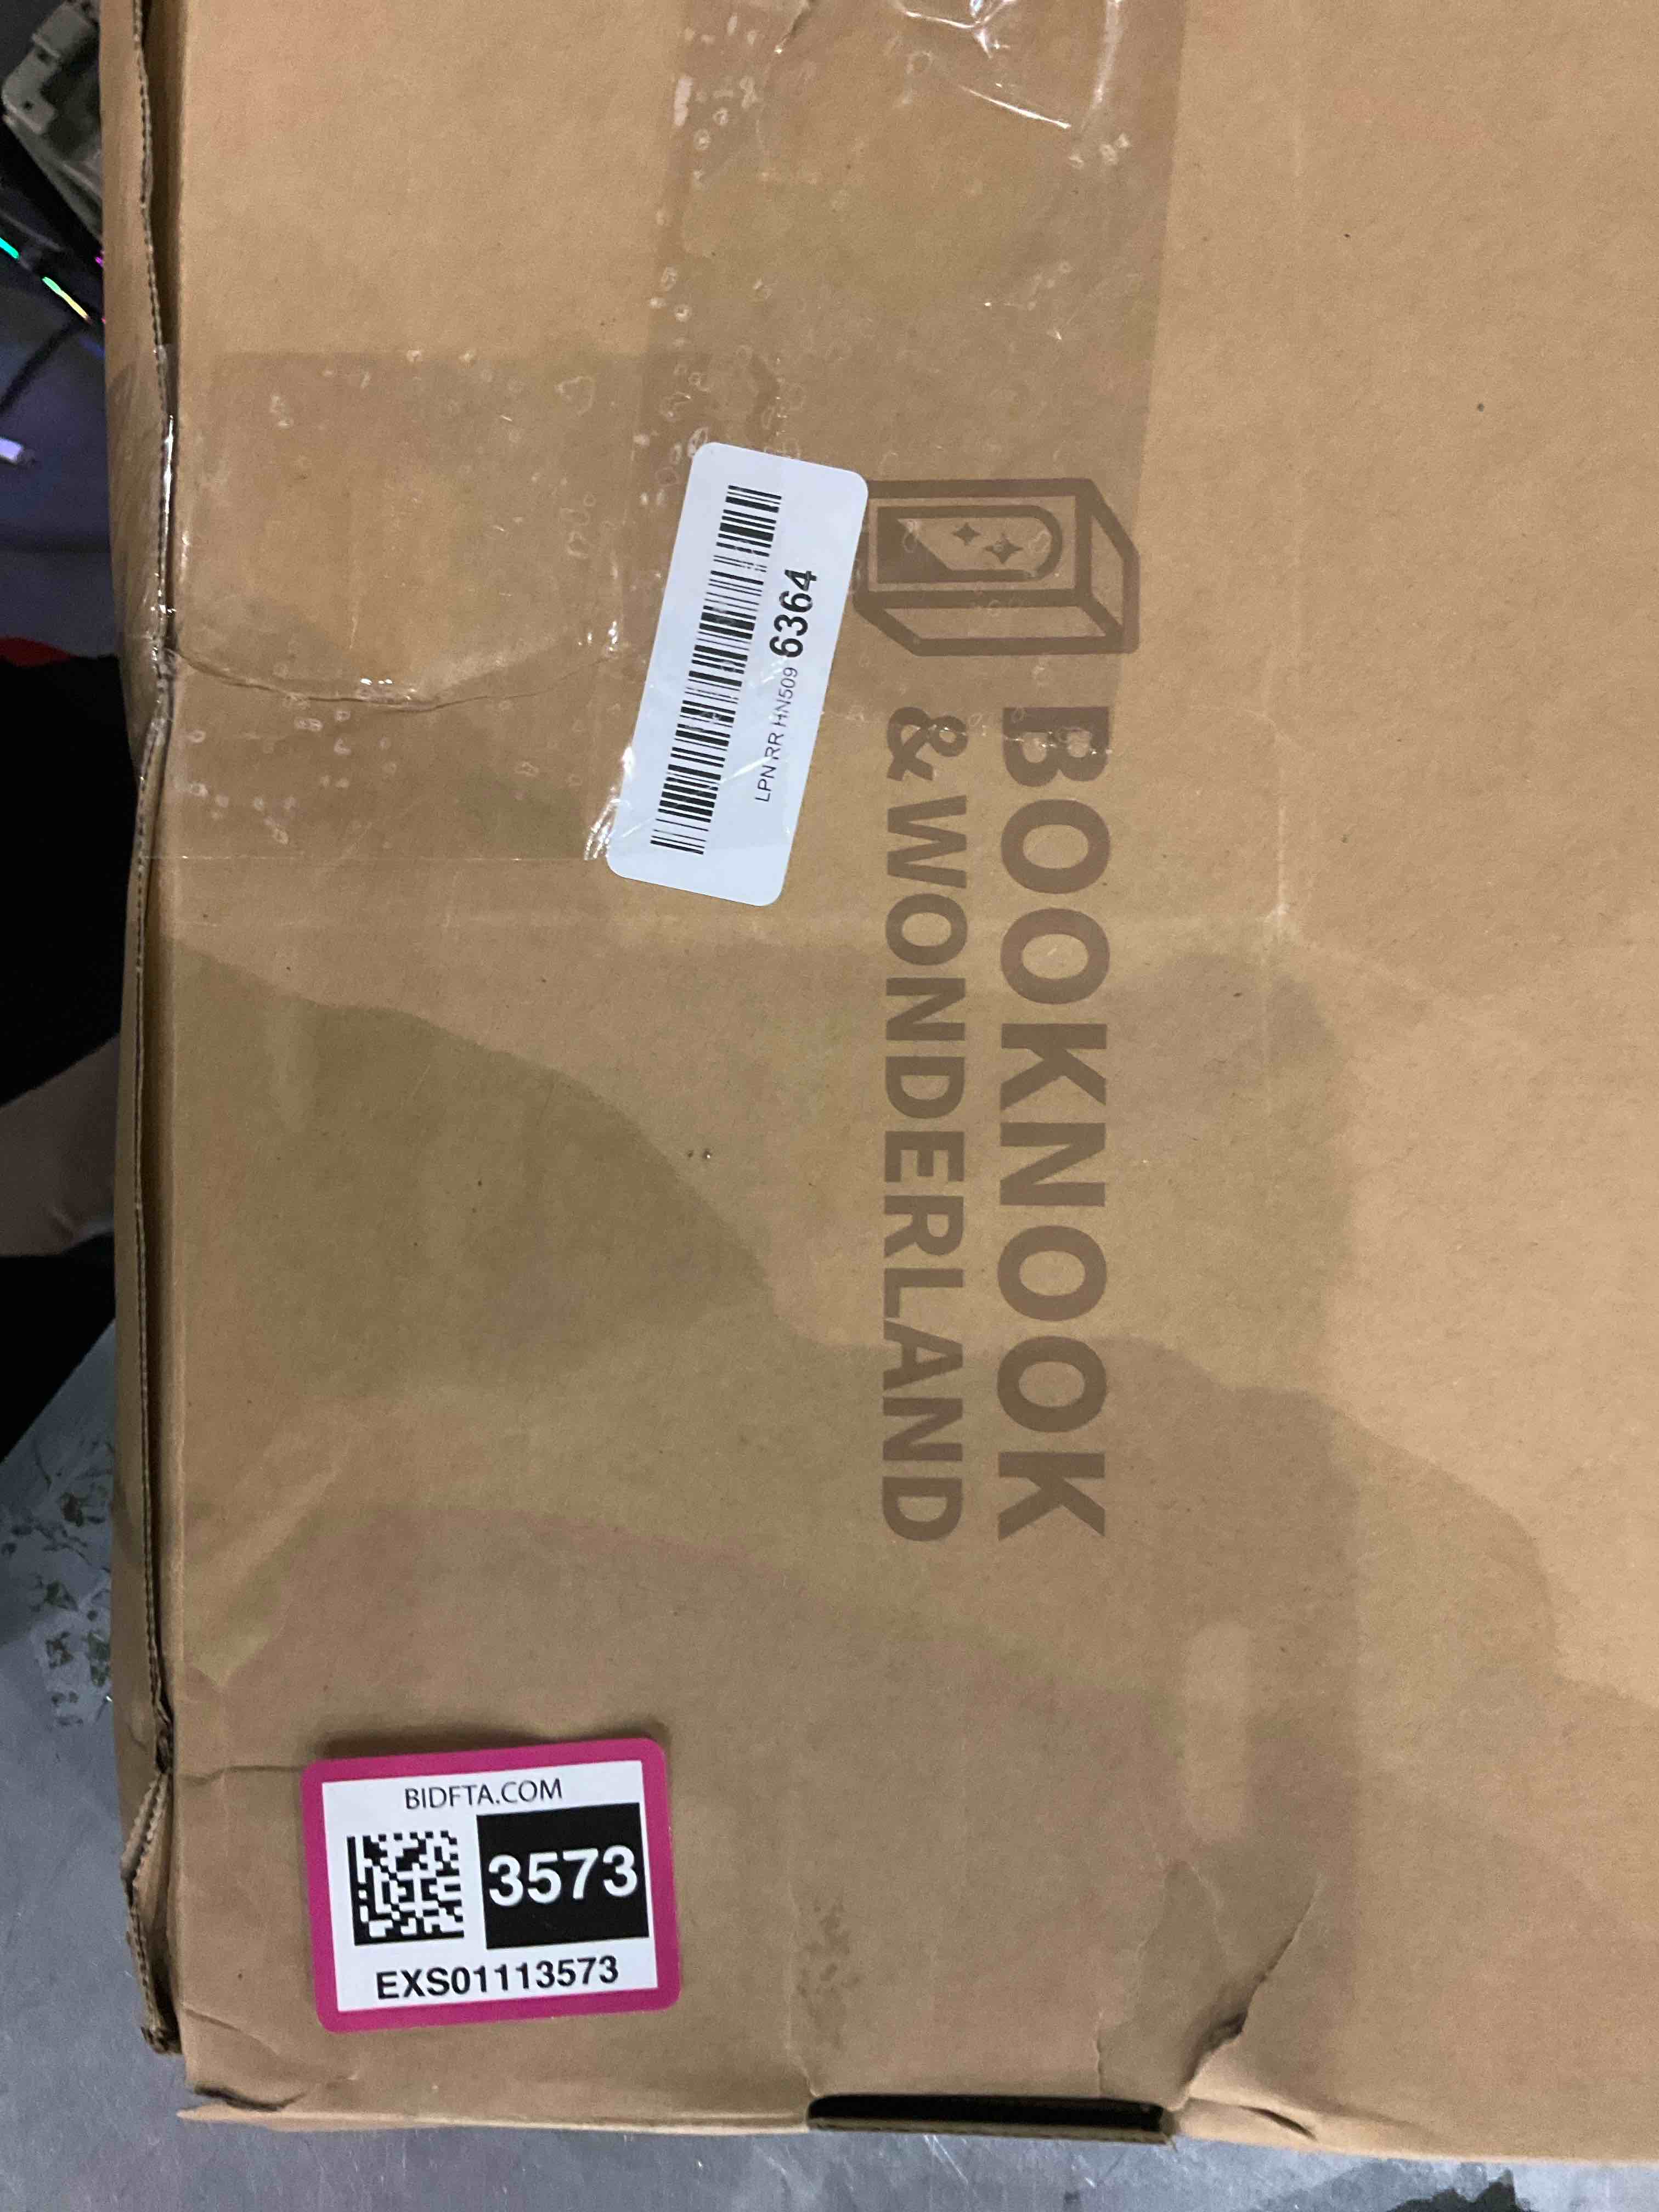 BOOKNOOK
& WONDERLAND
LPN RR HN509 6364
BIDFTA.COM
3573
EXS01113573